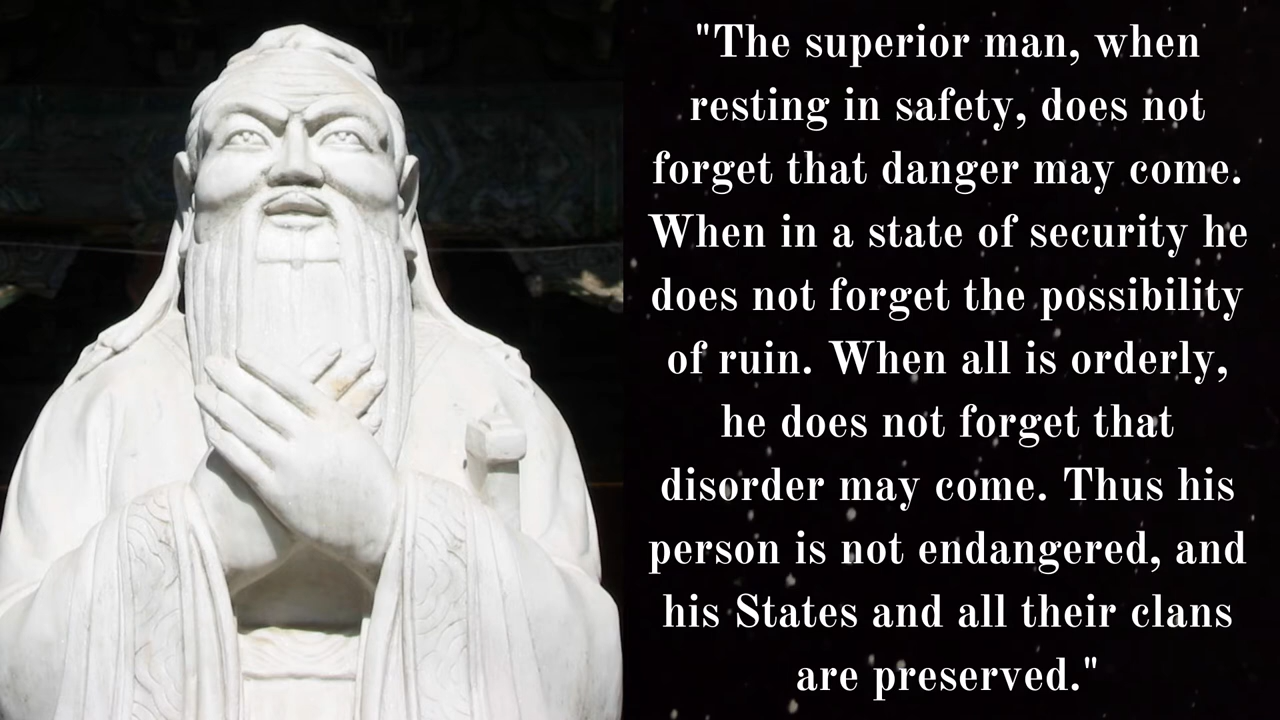 "The superior man, when
resting in safety, does not
forget that danger may come.
When in a state of security he
does not forget the possibility
of ruin. When all is orderly,
he does not forget that
disorder may come. Thus his
person is not endangered, and
his States and all their clans
are preserved."